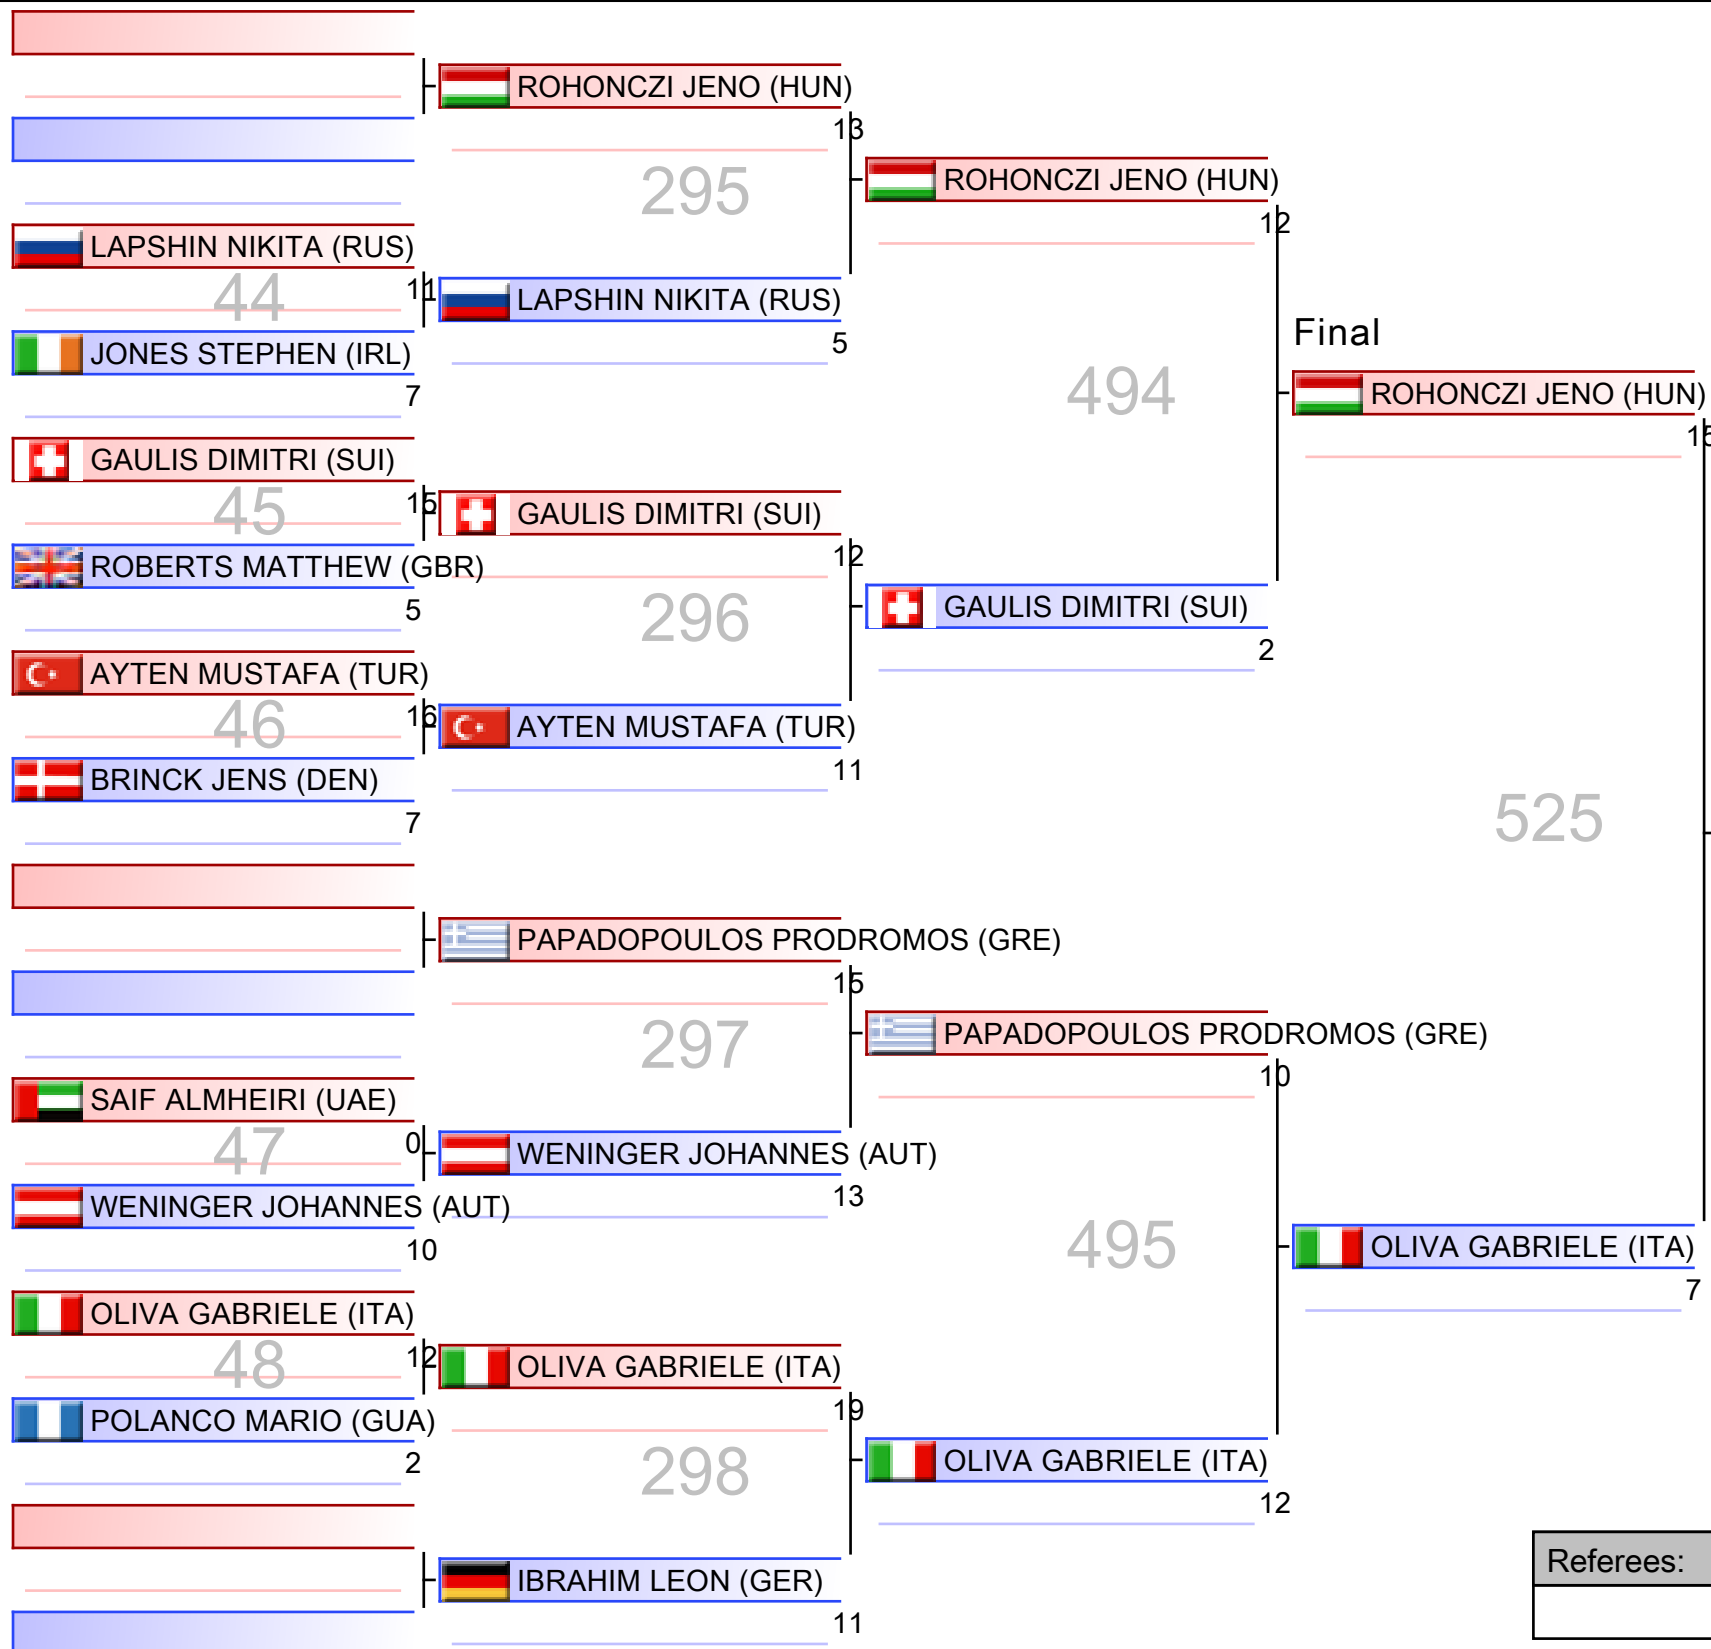 ROHONCZI JENO (HUN)
13
295
LAPSHIN NIKITA (RUS)
11
44
JONES STEPHEN (IRL)
7
LAPSHIN NIKITA (RUS)
5
GAULIS DIMITRI (SUI)
15
45
ROBERTS MATTHEW (GBR)
5
GAULIS DIMITRI (SUI)
12
296
AYTEN MUSTAFA (TUR)
16
46
BRINCK JENS (DEN)
7
AYTEN MUSTAFA (TUR)
11
PAPADOPOULOS PRODROMOS (GRE)
15
297
SAIF ALMHEIRI (UAE)
0
47
WENINGER JOHANNES (AUT)
10
WENINGER JOHANNES (AUT)
13
OLIVA GABRIELE (ITA)
12
48
POLANCO MARIO (GUA)
2
OLIVA GABRIELE (ITA)
19
298
IBRAHIM LEON (GER)
11
ROHONCZI JENO (HUN)
12
494
GAULIS DIMITRI (SUI)
2
PAPADOPOULOS PRODROMOS (GRE)
10
495
OLIVA GABRIELE (ITA)
12
Final
ROHONCZI JENO (HUN)
525
OLIVA GABRIELE (ITA)
7
Referees: